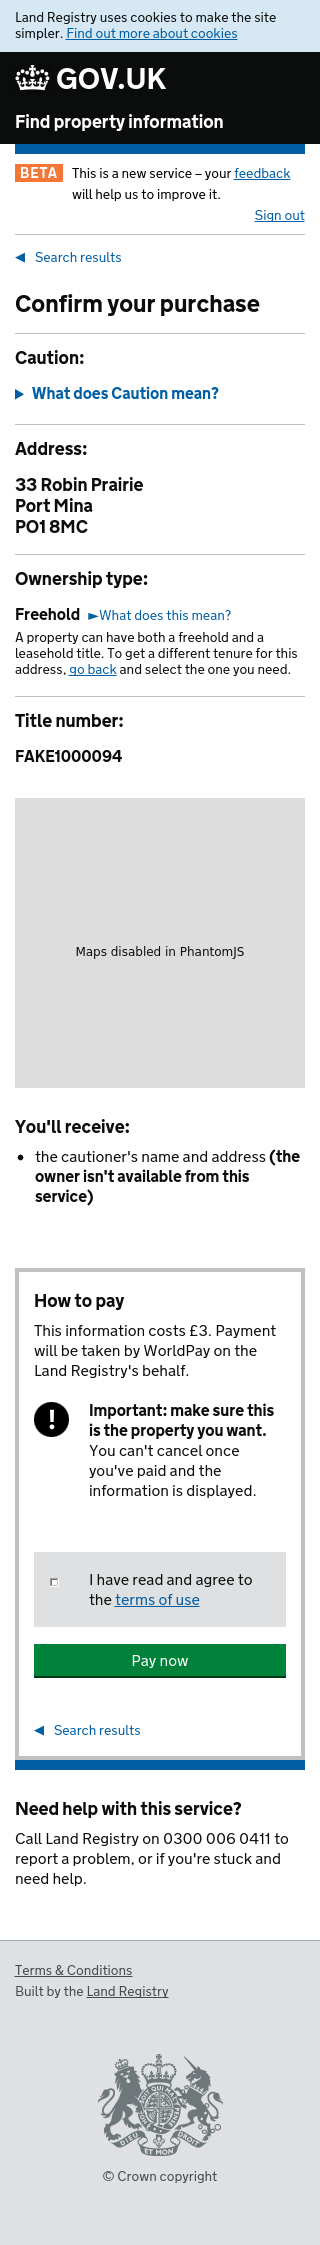 Land Registry uses cookies to make the site
simpler. Find out more about cookies
GOV.UK
Find property information
BETA This is a new service – your feedback
will help us to improve it.
Sign out
◀ Search results
Confirm your purchase
Caution:
▶ What does Caution mean?
Address:
33 Robin Prairie
Port Mina
PO1 8MC
Ownership type:
Freehold ►What does this mean?
A property can have both a freehold and a
leasehold title. To get a different tenure for this
address, go back and select the one you need.
Title number:
FAKE1000094
Maps disabled in PhantomJS
You'll receive:
• the cautioner's name and address (the
owner isn't available from this
service)
How to pay
This information costs £3. Payment
will be taken by WorldPay on the
Land Registry's behalf.
! Important: make sure this
is the property you want.
You can't cancel once
you've paid and the
information is displayed.
I have read and agree to
the terms of use
Pay now
◀ Search results
Need help with this service?
Call Land Registry on 0300 006 0411 to
report a problem, or if you're stuck and
need help.
Terms & Conditions
Built by the Land Registry
DIEU ET MON
© Crown copyright